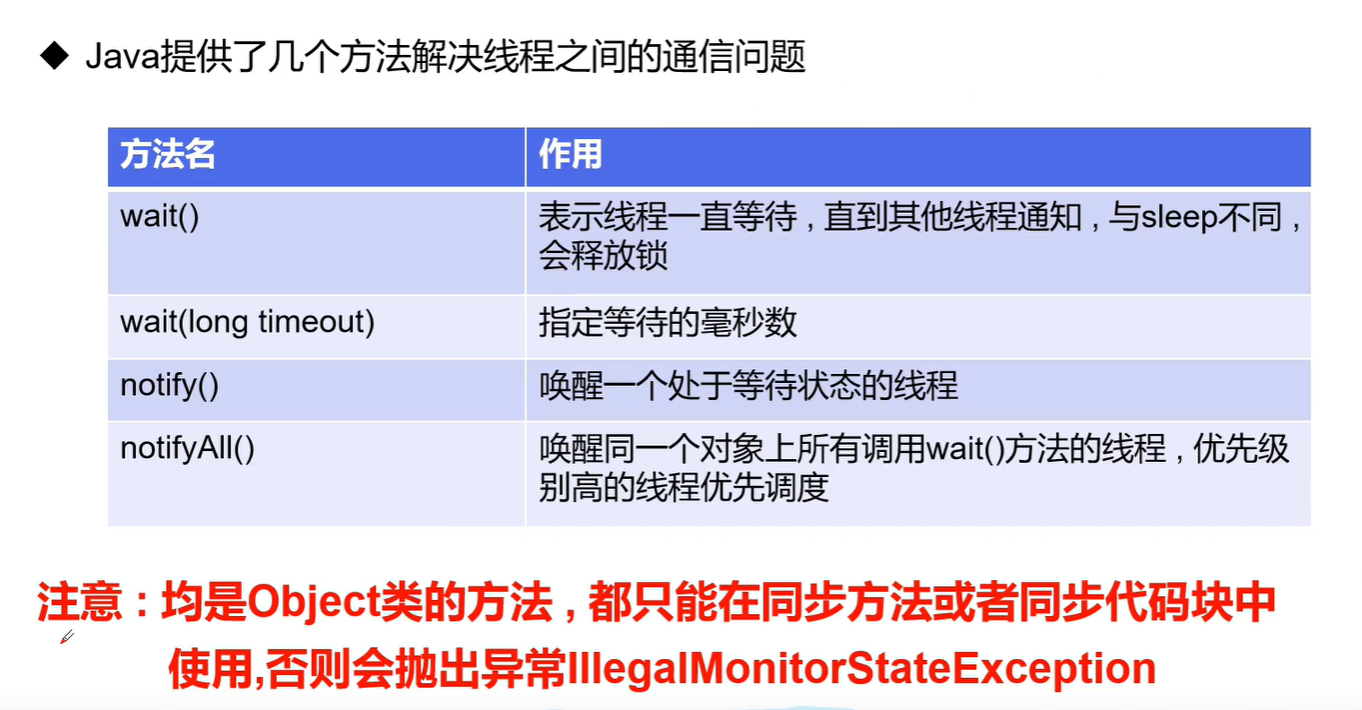 ◆ Java提供了几个方法解决线程之间的通信问题
方法名
作用
wait()
表示线程一直等待，直到其他线程通知，与sleep不同，
会释放锁
wait(long timeout)
指定等待的毫秒数
notify()
唤醒一个处于等待状态的线程
notifyAll()
唤醒同一个对象上所有调用wait()方法的线程，优先级
别高的线程优先调度
注意：均是Object类的方法，都只能在同步方法或者同步代码块中
使用,否则会抛出异常IllegalMonitorStateException